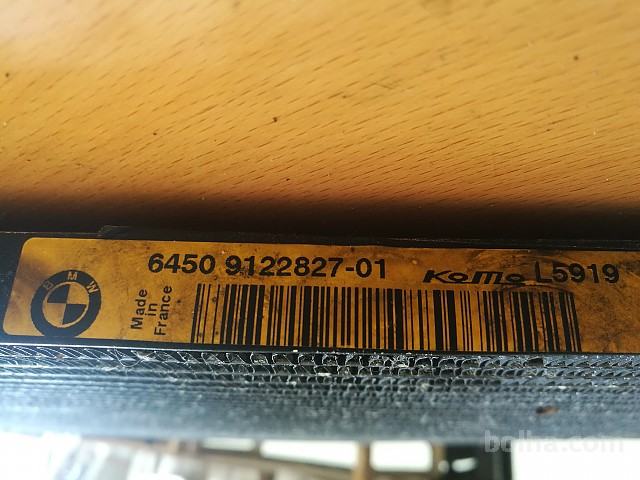 BMW
6450 9122827-01 KoMo L5919
Made
in
France
bolha.com